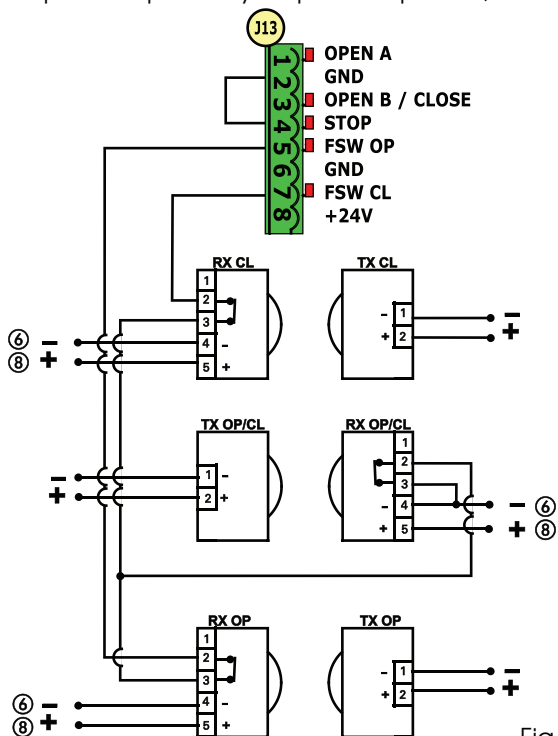 J13
1 OPEN A
2 GND
3 OPEN B / CLOSE
4 STOP
5 FSW OP
6 GND
7 FSW CL
8 +24V
RX CL
TX CL
1
2
3
4 -
5 +
- 1
+ 2
-
+
6 -
8 +
TX OP/CL
RX OP/CL
1 -
2 +
-
+
1
2
3
- 4
+ 5
- 6
+ 8
RX OP
TX OP
1
2
3
4 -
5 +
- 1
+ 2
-
+
6 -
8 +
Fig